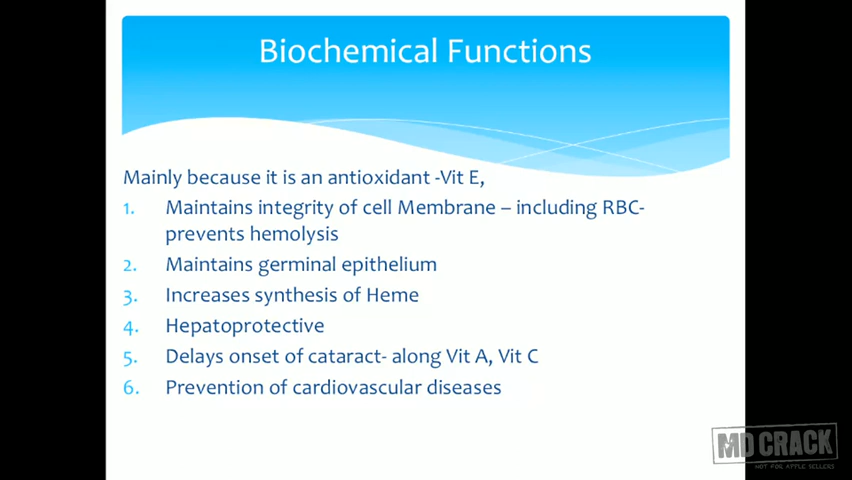 Biochemical Functions
Mainly because it is an antioxidant -Vit E,
1. Maintains integrity of cell Membrane – including RBC-
prevents hemolysis
2. Maintains germinal epithelium
3. Increases synthesis of Heme
4. Hepatoprotective
5. Delays onset of cataract- along Vit A, Vit C
6. Prevention of cardiovascular diseases
MD CRACK
NOT FOR APPLE SELLERS